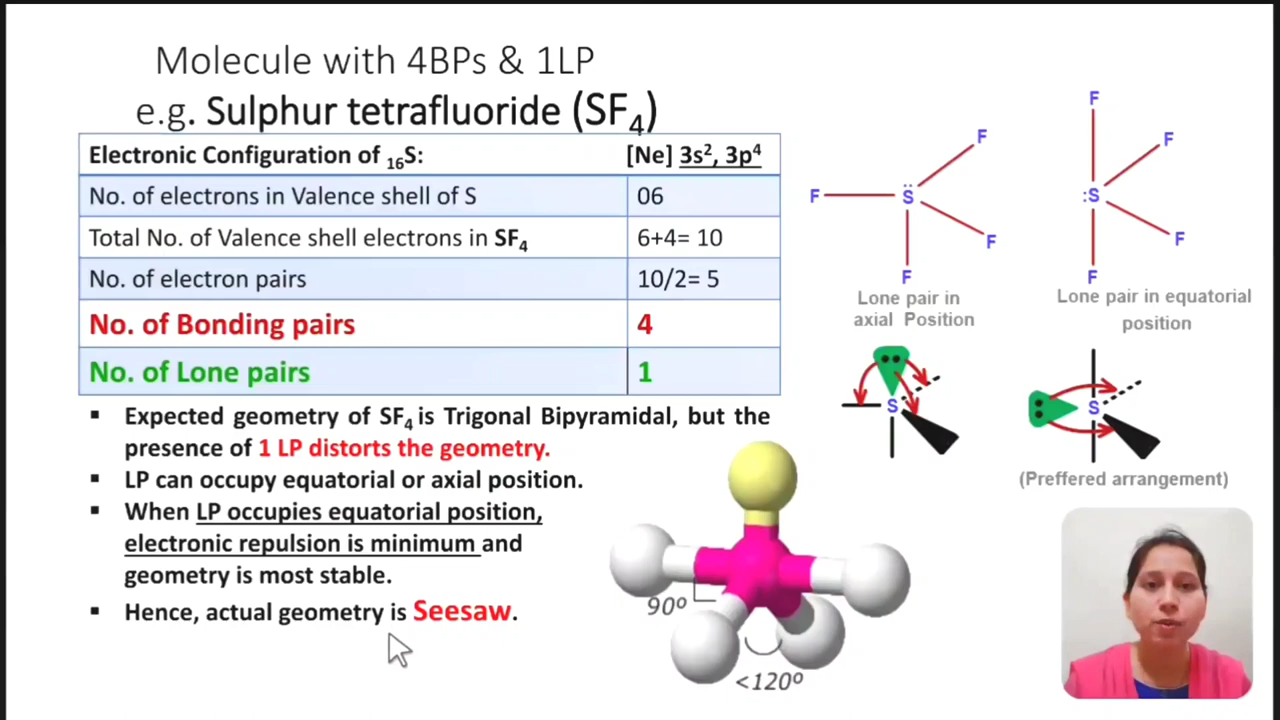 Molecule with 4BPs & 1LP
e.g. Sulphur tetrafluoride (SF₄)
Electronic Configuration of ₁₆S: [Ne] 3s², 3p⁴
No. of electrons in Valence shell of S 06
Total No. of Valence shell electrons in SF₄ 6+4= 10
No. of electron pairs 10/2= 5
No. of Bonding pairs 4
No. of Lone pairs 1
▪ Expected geometry of SF₄ is Trigonal Bipyramidal, but the
presence of 1 LP distorts the geometry.
▪ LP can occupy equatorial or axial position.
▪ When LP occupies equatorial position,
electronic repulsion is minimum and
geometry is most stable.
▪ Hence, actual geometry is Seesaw.
90º
<120º
F
F S̈
F
F
Lone pair in
axial Position
S
F
F
:S
F
F
Lone pair in equatorial
position
S
(Preffered arrangement)